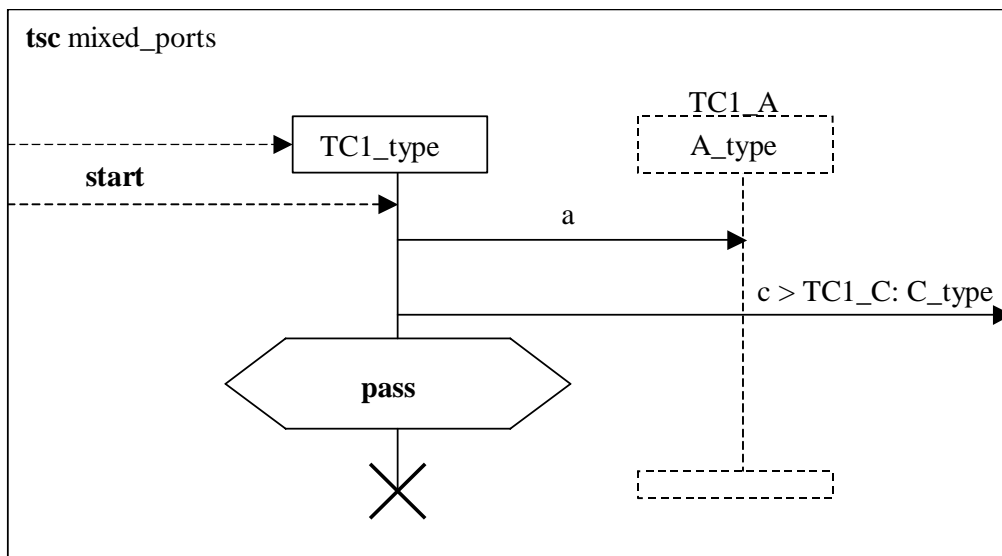 tsc mixed_ports
TC1_A
TC1_type
A_type
start
a
c > TC1_C: C_type
pass